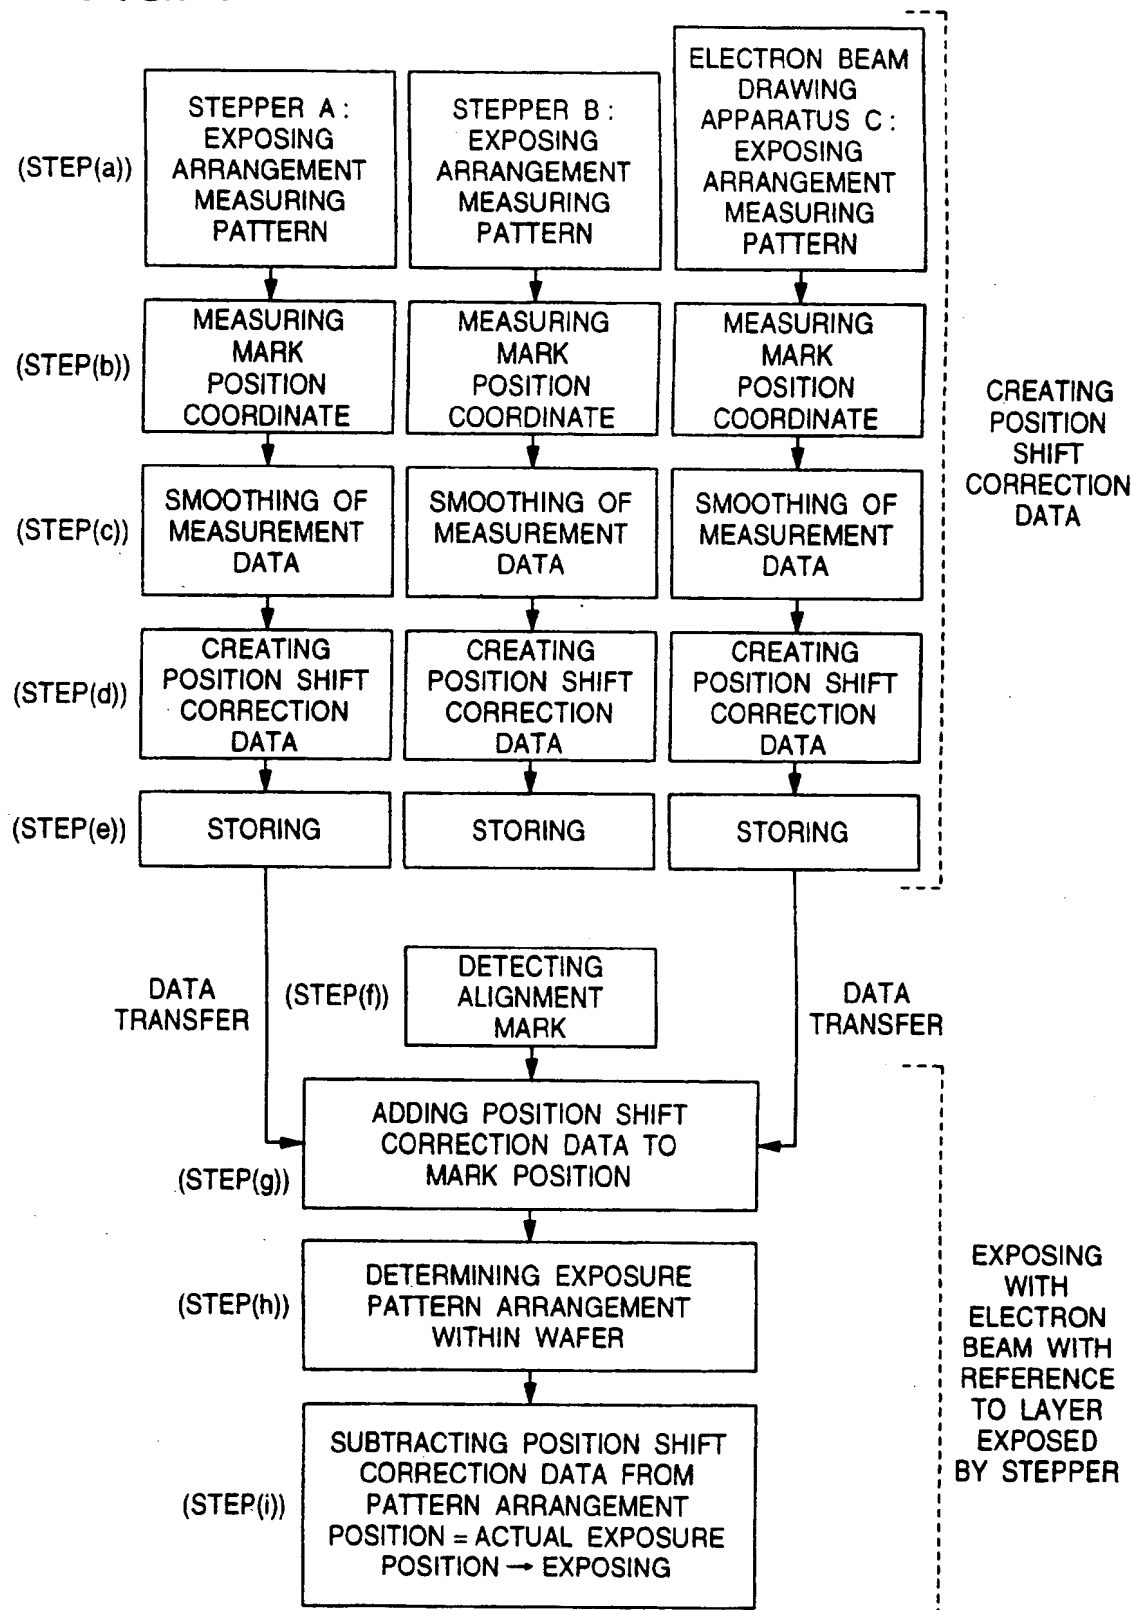 (STEP(a))
STEPPER A :
EXPOSING
ARRANGEMENT
MEASURING
PATTERN
STEPPER B :
EXPOSING
ARRANGEMENT
MEASURING
PATTERN
ELECTRON BEAM
DRAWING
APPARATUS C :
EXPOSING
ARRANGEMENT
MEASURING
PATTERN
(STEP(b))
MEASURING
MARK
POSITION
COORDINATE
MEASURING
MARK
POSITION
COORDINATE
MEASURING
MARK
POSITION
COORDINATE
CREATING
POSITION
SHIFT
CORRECTION
DATA
(STEP(c))
SMOOTHING OF
MEASUREMENT
DATA
SMOOTHING OF
MEASUREMENT
DATA
SMOOTHING OF
MEASUREMENT
DATA
(STEP(d))
CREATING
POSITION SHIFT
CORRECTION
DATA
CREATING
POSITION SHIFT
CORRECTION
DATA
CREATING
POSITION SHIFT
CORRECTION
DATA
(STEP(e))
STORING
STORING
STORING
DATA
TRANSFER
(STEP(f))
DETECTING
ALIGNMENT
MARK
DATA
TRANSFER
(STEP(g))
ADDING POSITION SHIFT
CORRECTION DATA TO
MARK POSITION
(STEP(h))
DETERMINING EXPOSURE
PATTERN ARRANGEMENT
WITHIN WAFER
EXPOSING
WITH
ELECTRON
BEAM WITH
REFERENCE
TO LAYER
EXPOSED
BY STEPPER
(STEP(i))
SUBTRACTING POSITION SHIFT
CORRECTION DATA FROM
PATTERN ARRANGEMENT
POSITION = ACTUAL EXPOSURE
POSITION → EXPOSING